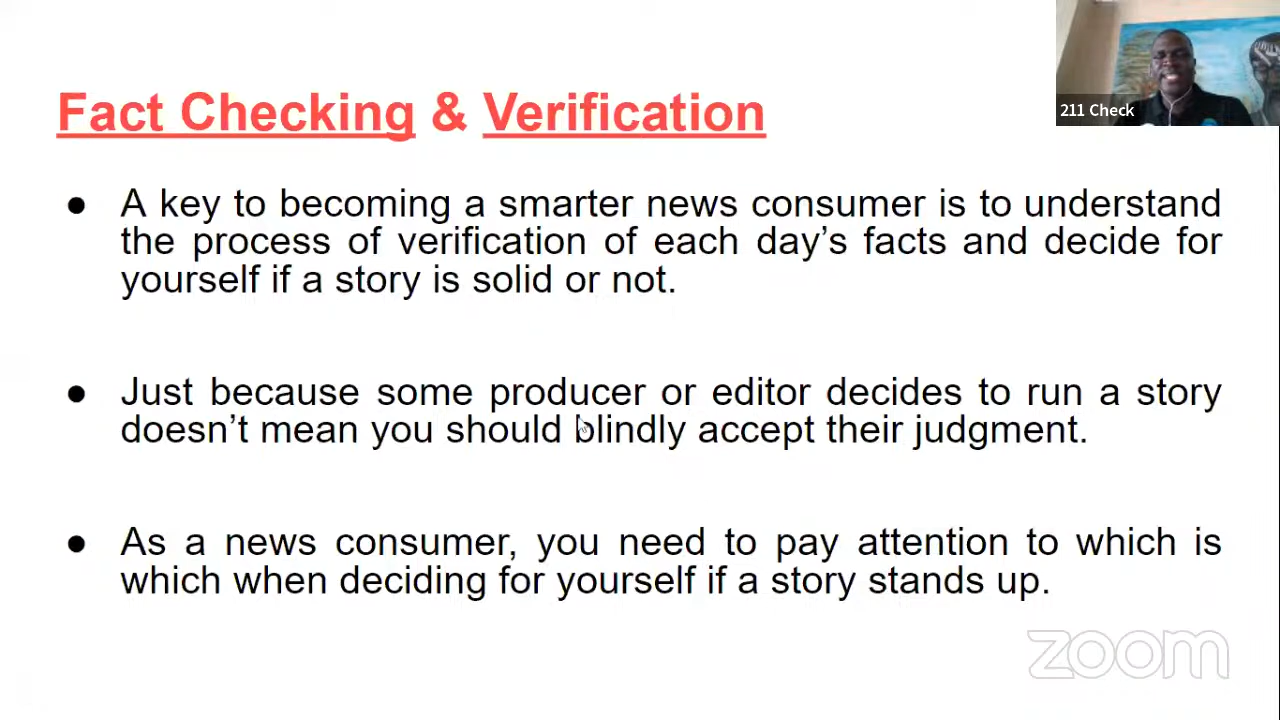 211 Check
Fact Checking & Verification
● A key to becoming a smarter news consumer is to understand
the process of verification of each day’s facts and decide for
yourself if a story is solid or not.
● Just because some producer or editor decides to run a story
doesn’t mean you should blindly accept their judgment.
● As a news consumer, you need to pay attention to which is
which when deciding for yourself if a story stands up.
zoom